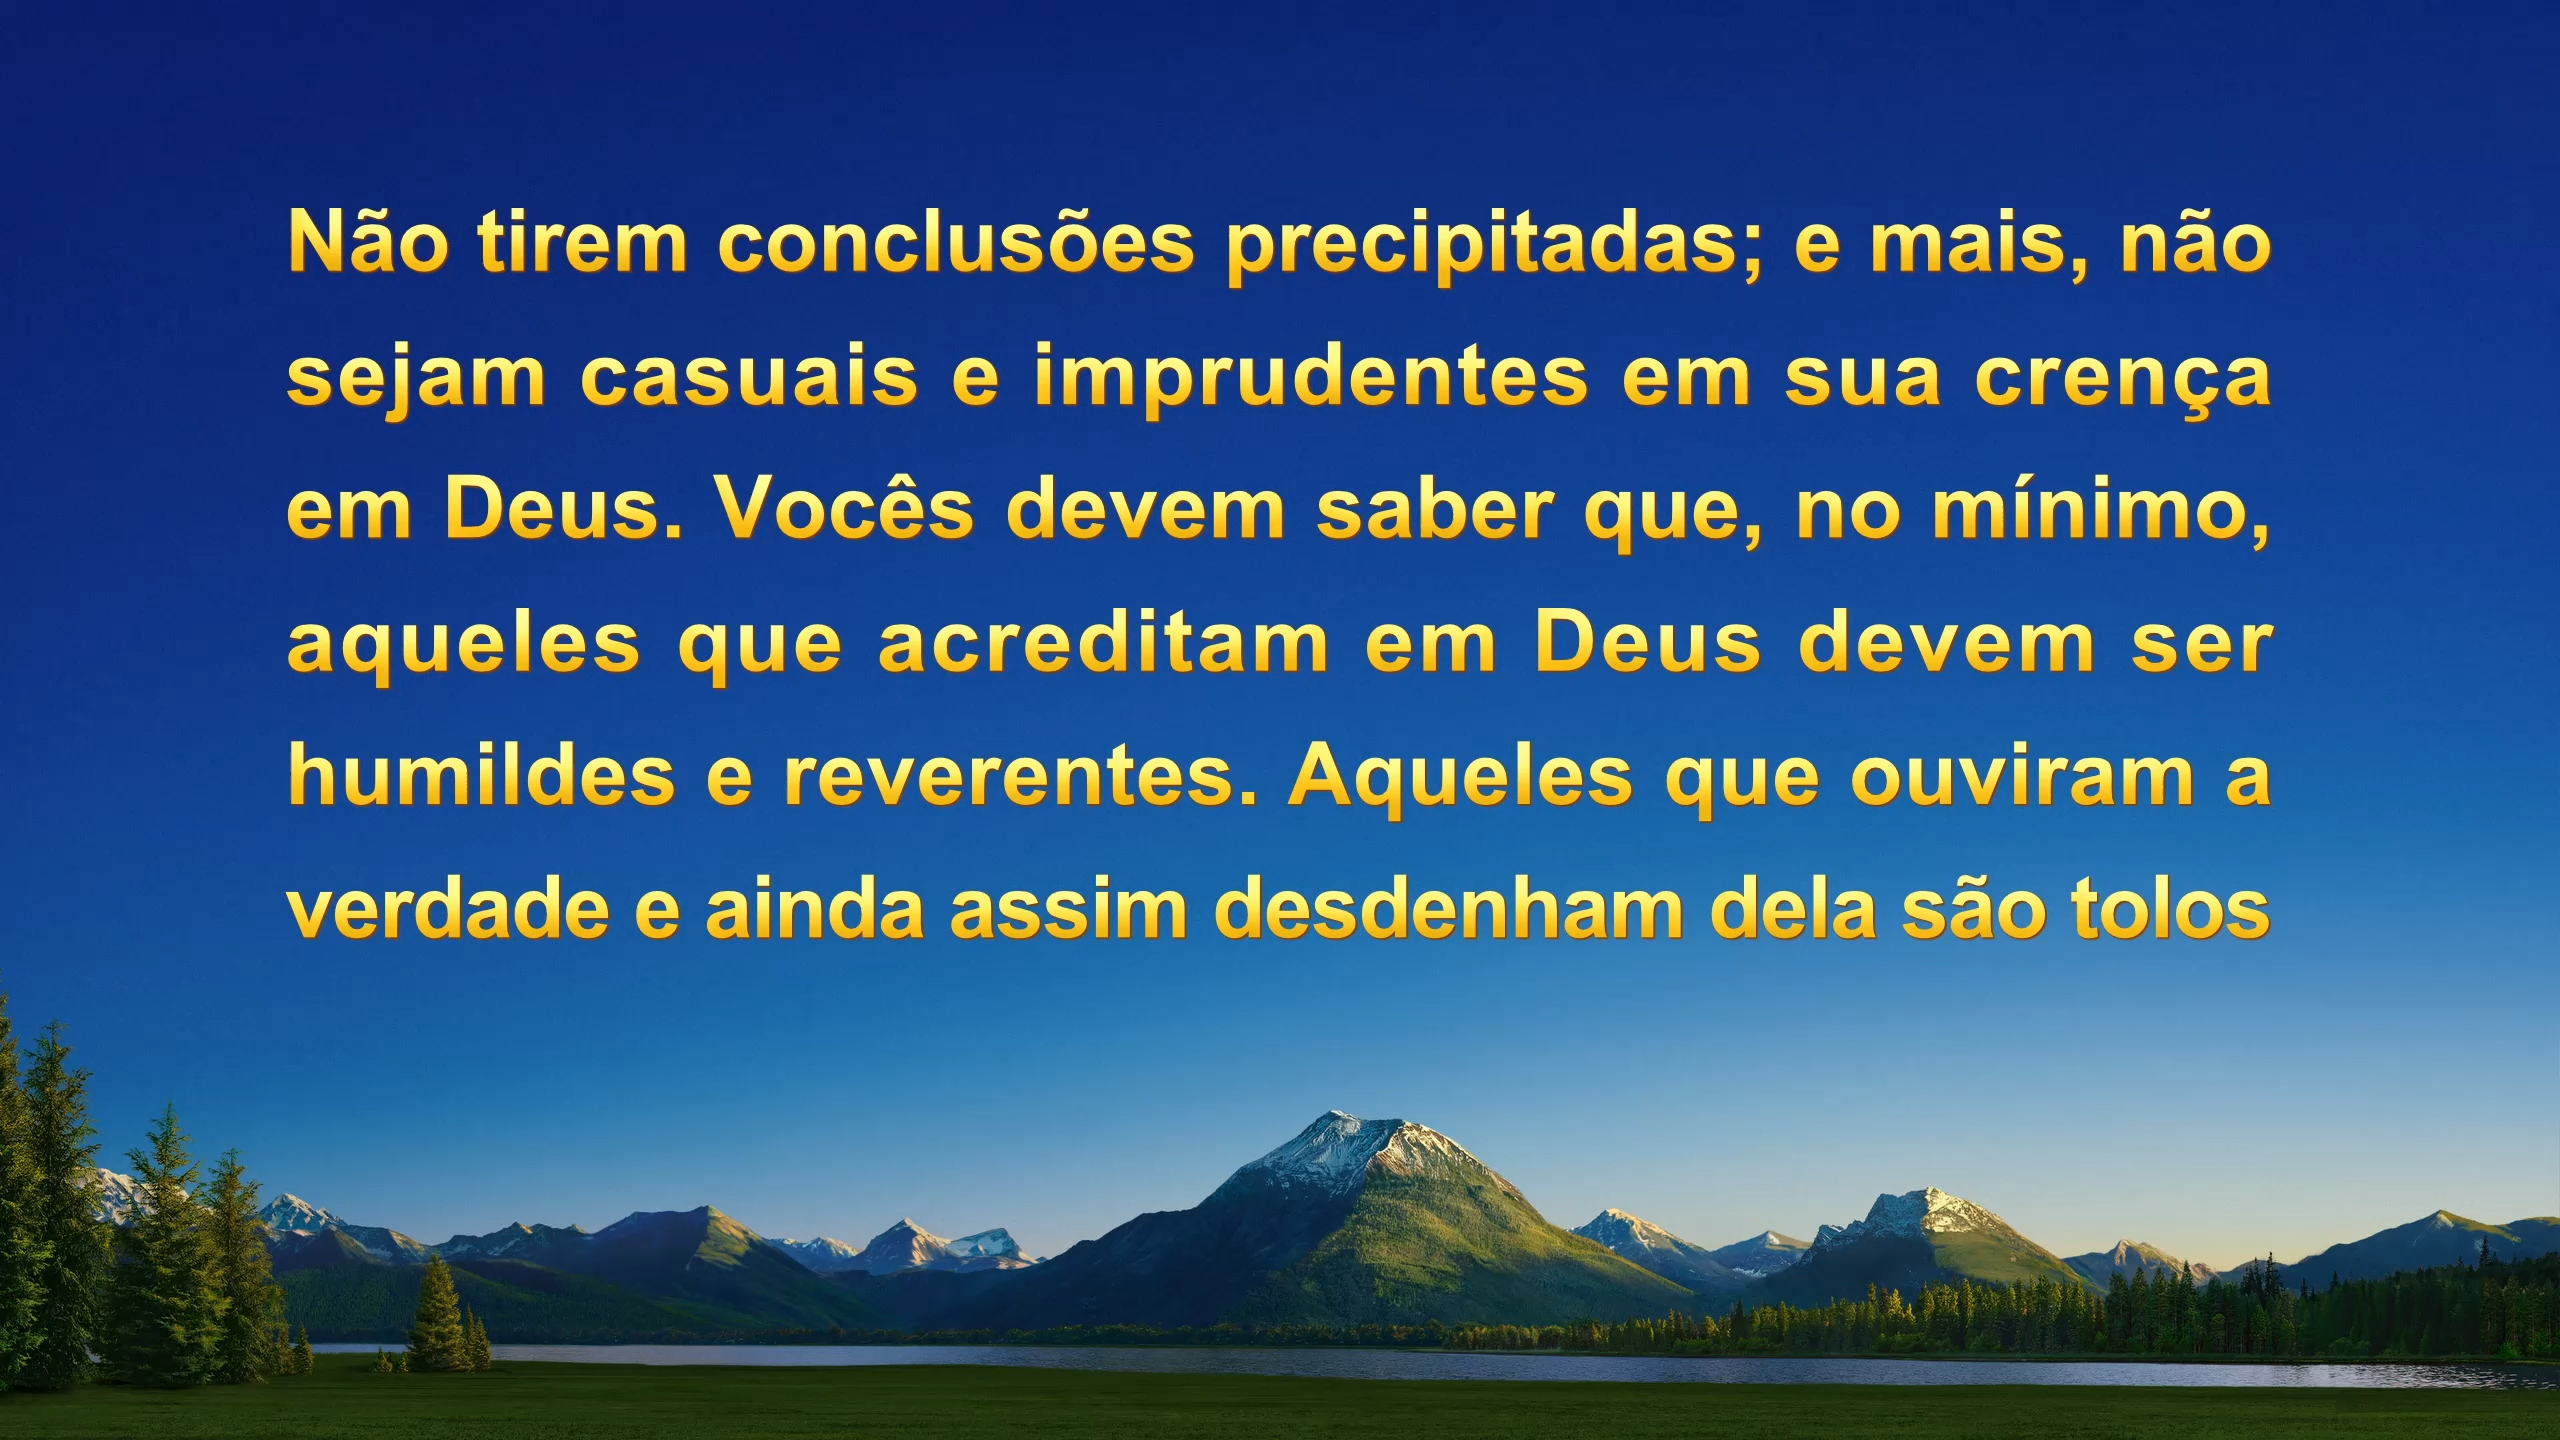 Não tirem conclusões precipitadas; e mais, não
sejam casuais e imprudentes em sua crença
em Deus. Vocês devem saber que, no mínimo,
aqueles que acreditam em Deus devem ser
humildes e reverentes. Aqueles que ouviram a
verdade e ainda assim desdenham dela são tolos